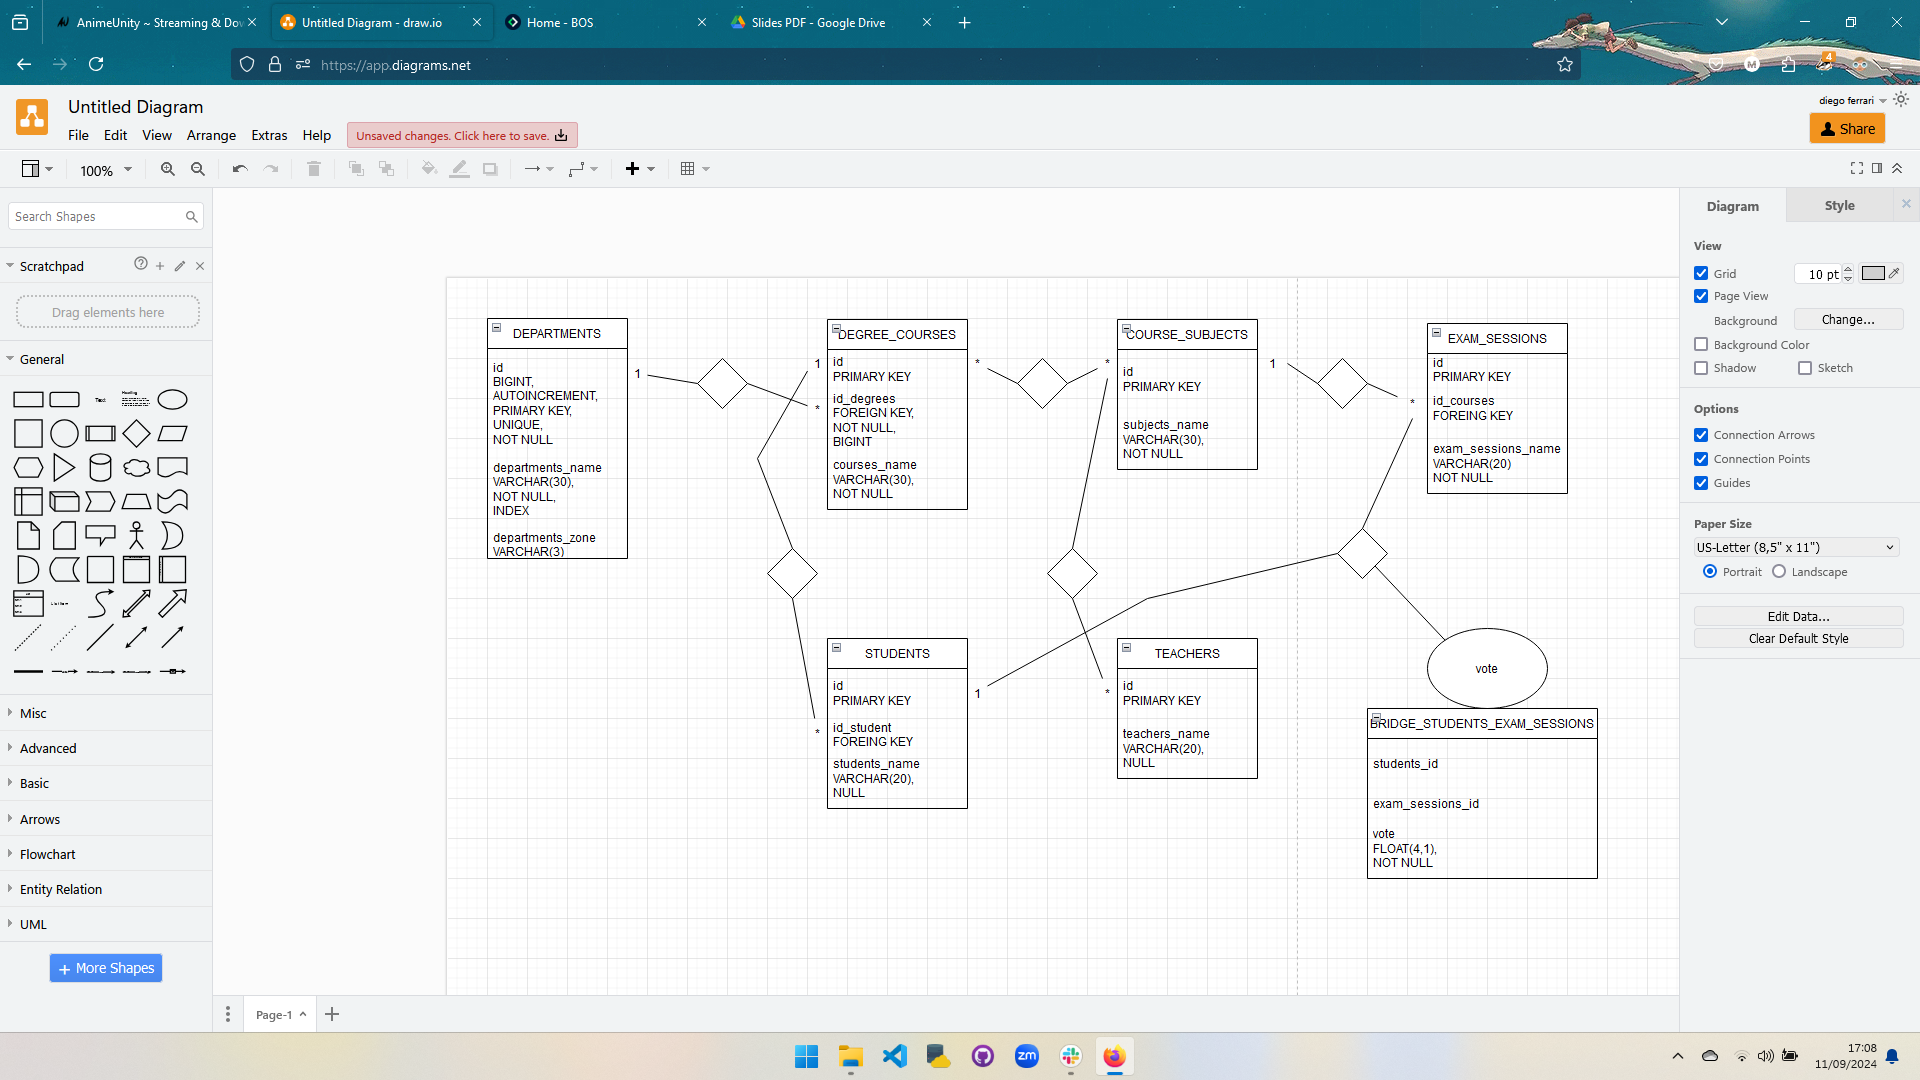 AnimeUnity ~ Streaming & Do
Untitled Diagram - draw.io
Home - BOS
Slides PDF - Google Drive
https://app.diagrams.net
4
Untitled Diagram
diego ferrari
File Edit View Arrange Extras Help
Unsaved changes. Click here to save.
Share
100%
Search Shapes
Scratchpad
Drag elements here
General
Text
Heading
Misc
Advanced
Basic
Arrows
Flowchart
Entity Relation
UML
+ More Shapes
DEPARTMENTS
id
BIGINT,
AUTOINCREMENT,
PRIMARY KEY,
UNIQUE,
NOT NULL
departments_name
VARCHAR(30),
NOT NULL,
INDEX
departments_zone
VARCHAR(3)
1
*
1
DEGREE_COURSES
id
PRIMARY KEY
id_degrees
FOREIGN KEY,
NOT NULL,
BIGINT
courses_name
VARCHAR(30),
NOT NULL
*
*
COURSE_SUBJECTS
id
PRIMARY KEY
subjects_name
VARCHAR(30),
NOT NULL
1
*
EXAM_SESSIONS
id
PRIMARY KEY
id_courses
FOREING KEY
exam_sessions_name
VARCHAR(20)
NOT NULL
STUDENTS
id
PRIMARY KEY
id_student
FOREING KEY
students_name
VARCHAR(20),
NULL
*
1
*
TEACHERS
id
PRIMARY KEY
teachers_name
VARCHAR(20),
NULL
vote
BRIDGE_STUDENTS_EXAM_SESSIONS
students_id
exam_sessions_id
vote
FLOAT(4,1),
NOT NULL
Diagram
Style
View
Grid
10 pt
Page View
Background
Change...
Background Color
Shadow
Sketch
Options
Connection Arrows
Connection Points
Guides
Paper Size
US-Letter (8,5" x 11")
Portrait
Landscape
Edit Data...
Clear Default Style
Page-1
zm
17:08
11/09/2024